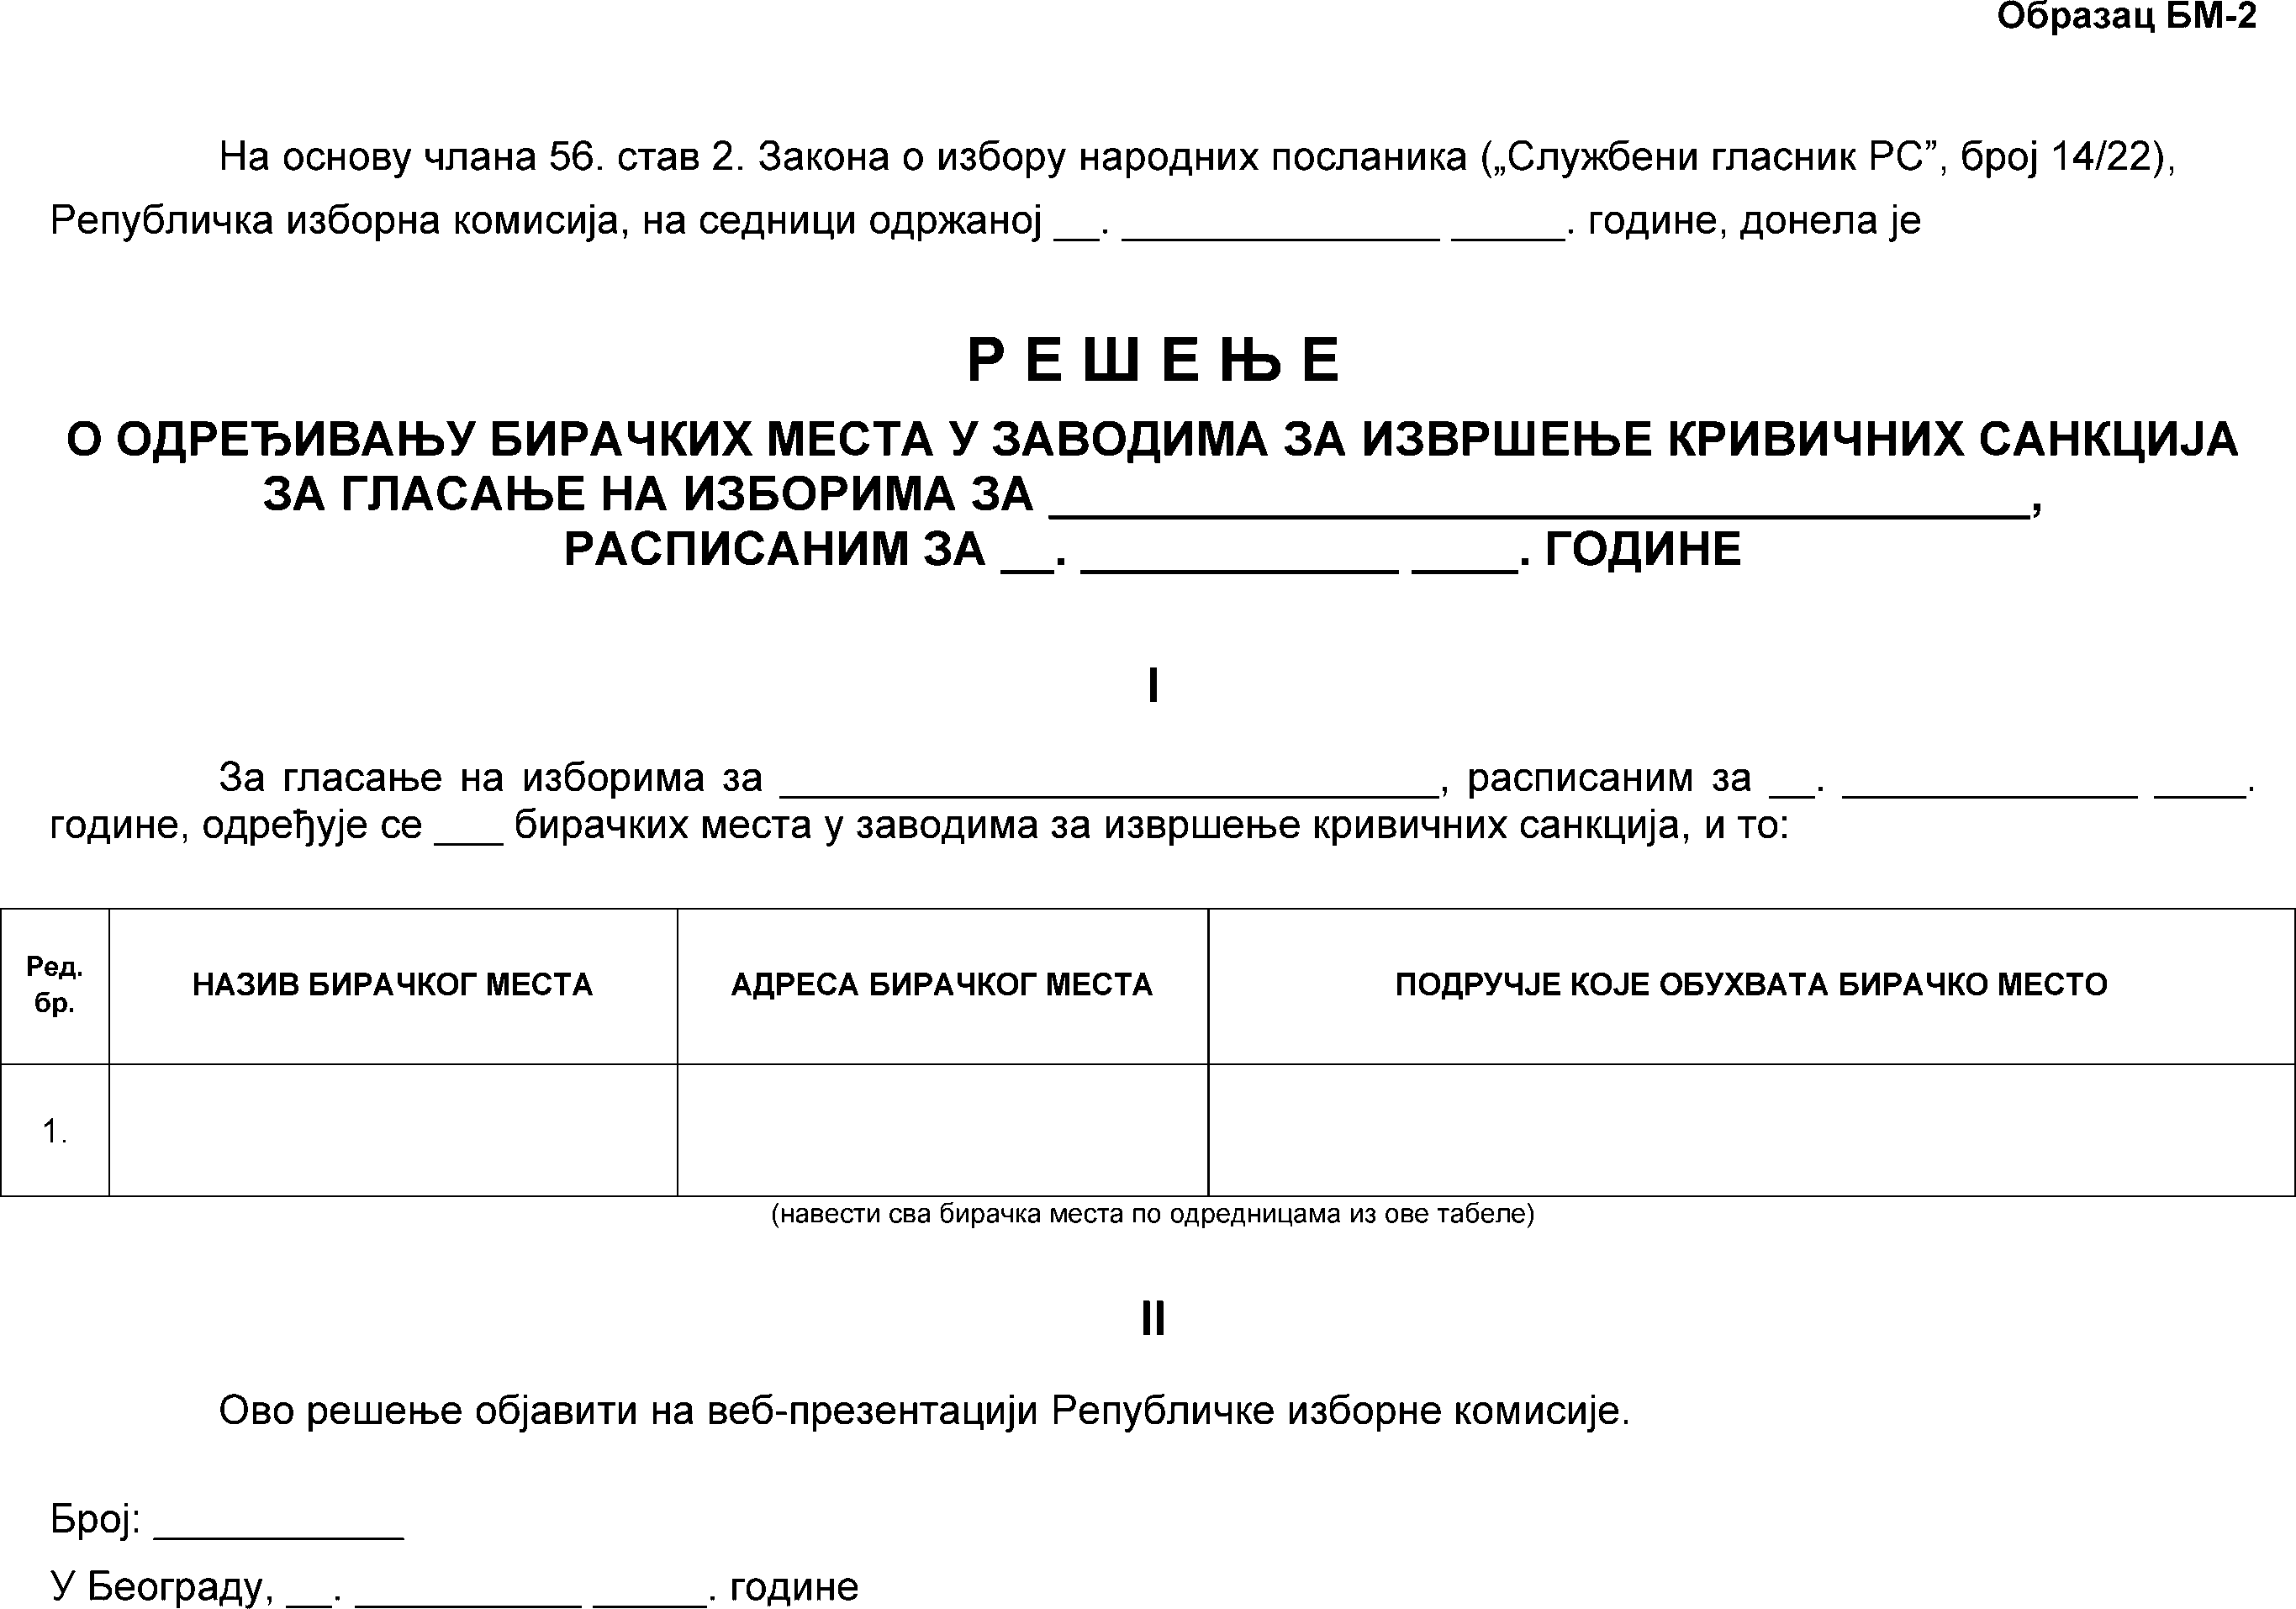 Образац БМ-2
На основу члана 56. став 2. Закона о избору народних посланика („Службени гласник РС”, број 14/22),
Републичка изборна комисија, на седници одржаној __. ______________ _____. године, донела је
Р Е Ш Е Њ Е
О ОДРЕЂИВАЊУ БИРАЧКИХ МЕСТА У ЗАВОДИМА ЗА ИЗВРШЕЊЕ КРИВИЧНИХ САНКЦИЈА
ЗА ГЛАСАЊЕ НА ИЗБОРИМА ЗА _____________________________________,
РАСПИСАНИМ ЗА __. ____________ ____. ГОДИНЕ
I
За гласање на изборима за _____________________________, расписаним за __. _____________ ____.
године, одређује се ___ бирачких места у заводима за извршење кривичних санкција, и то:
Ред. бр.
НАЗИВ БИРАЧКОГ МЕСТА
АДРЕСА БИРАЧКОГ МЕСТА
ПОДРУЧЈЕ КОЈЕ ОБУХВАТА БИРАЧКО МЕСТО
1.
(навести сва бирачка места по одредницама из ове табеле)
II
Ово решење објавити на веб-презентацији Републичке изборне комисије.
Број: ___________
У Београду, __. __________ _____. године